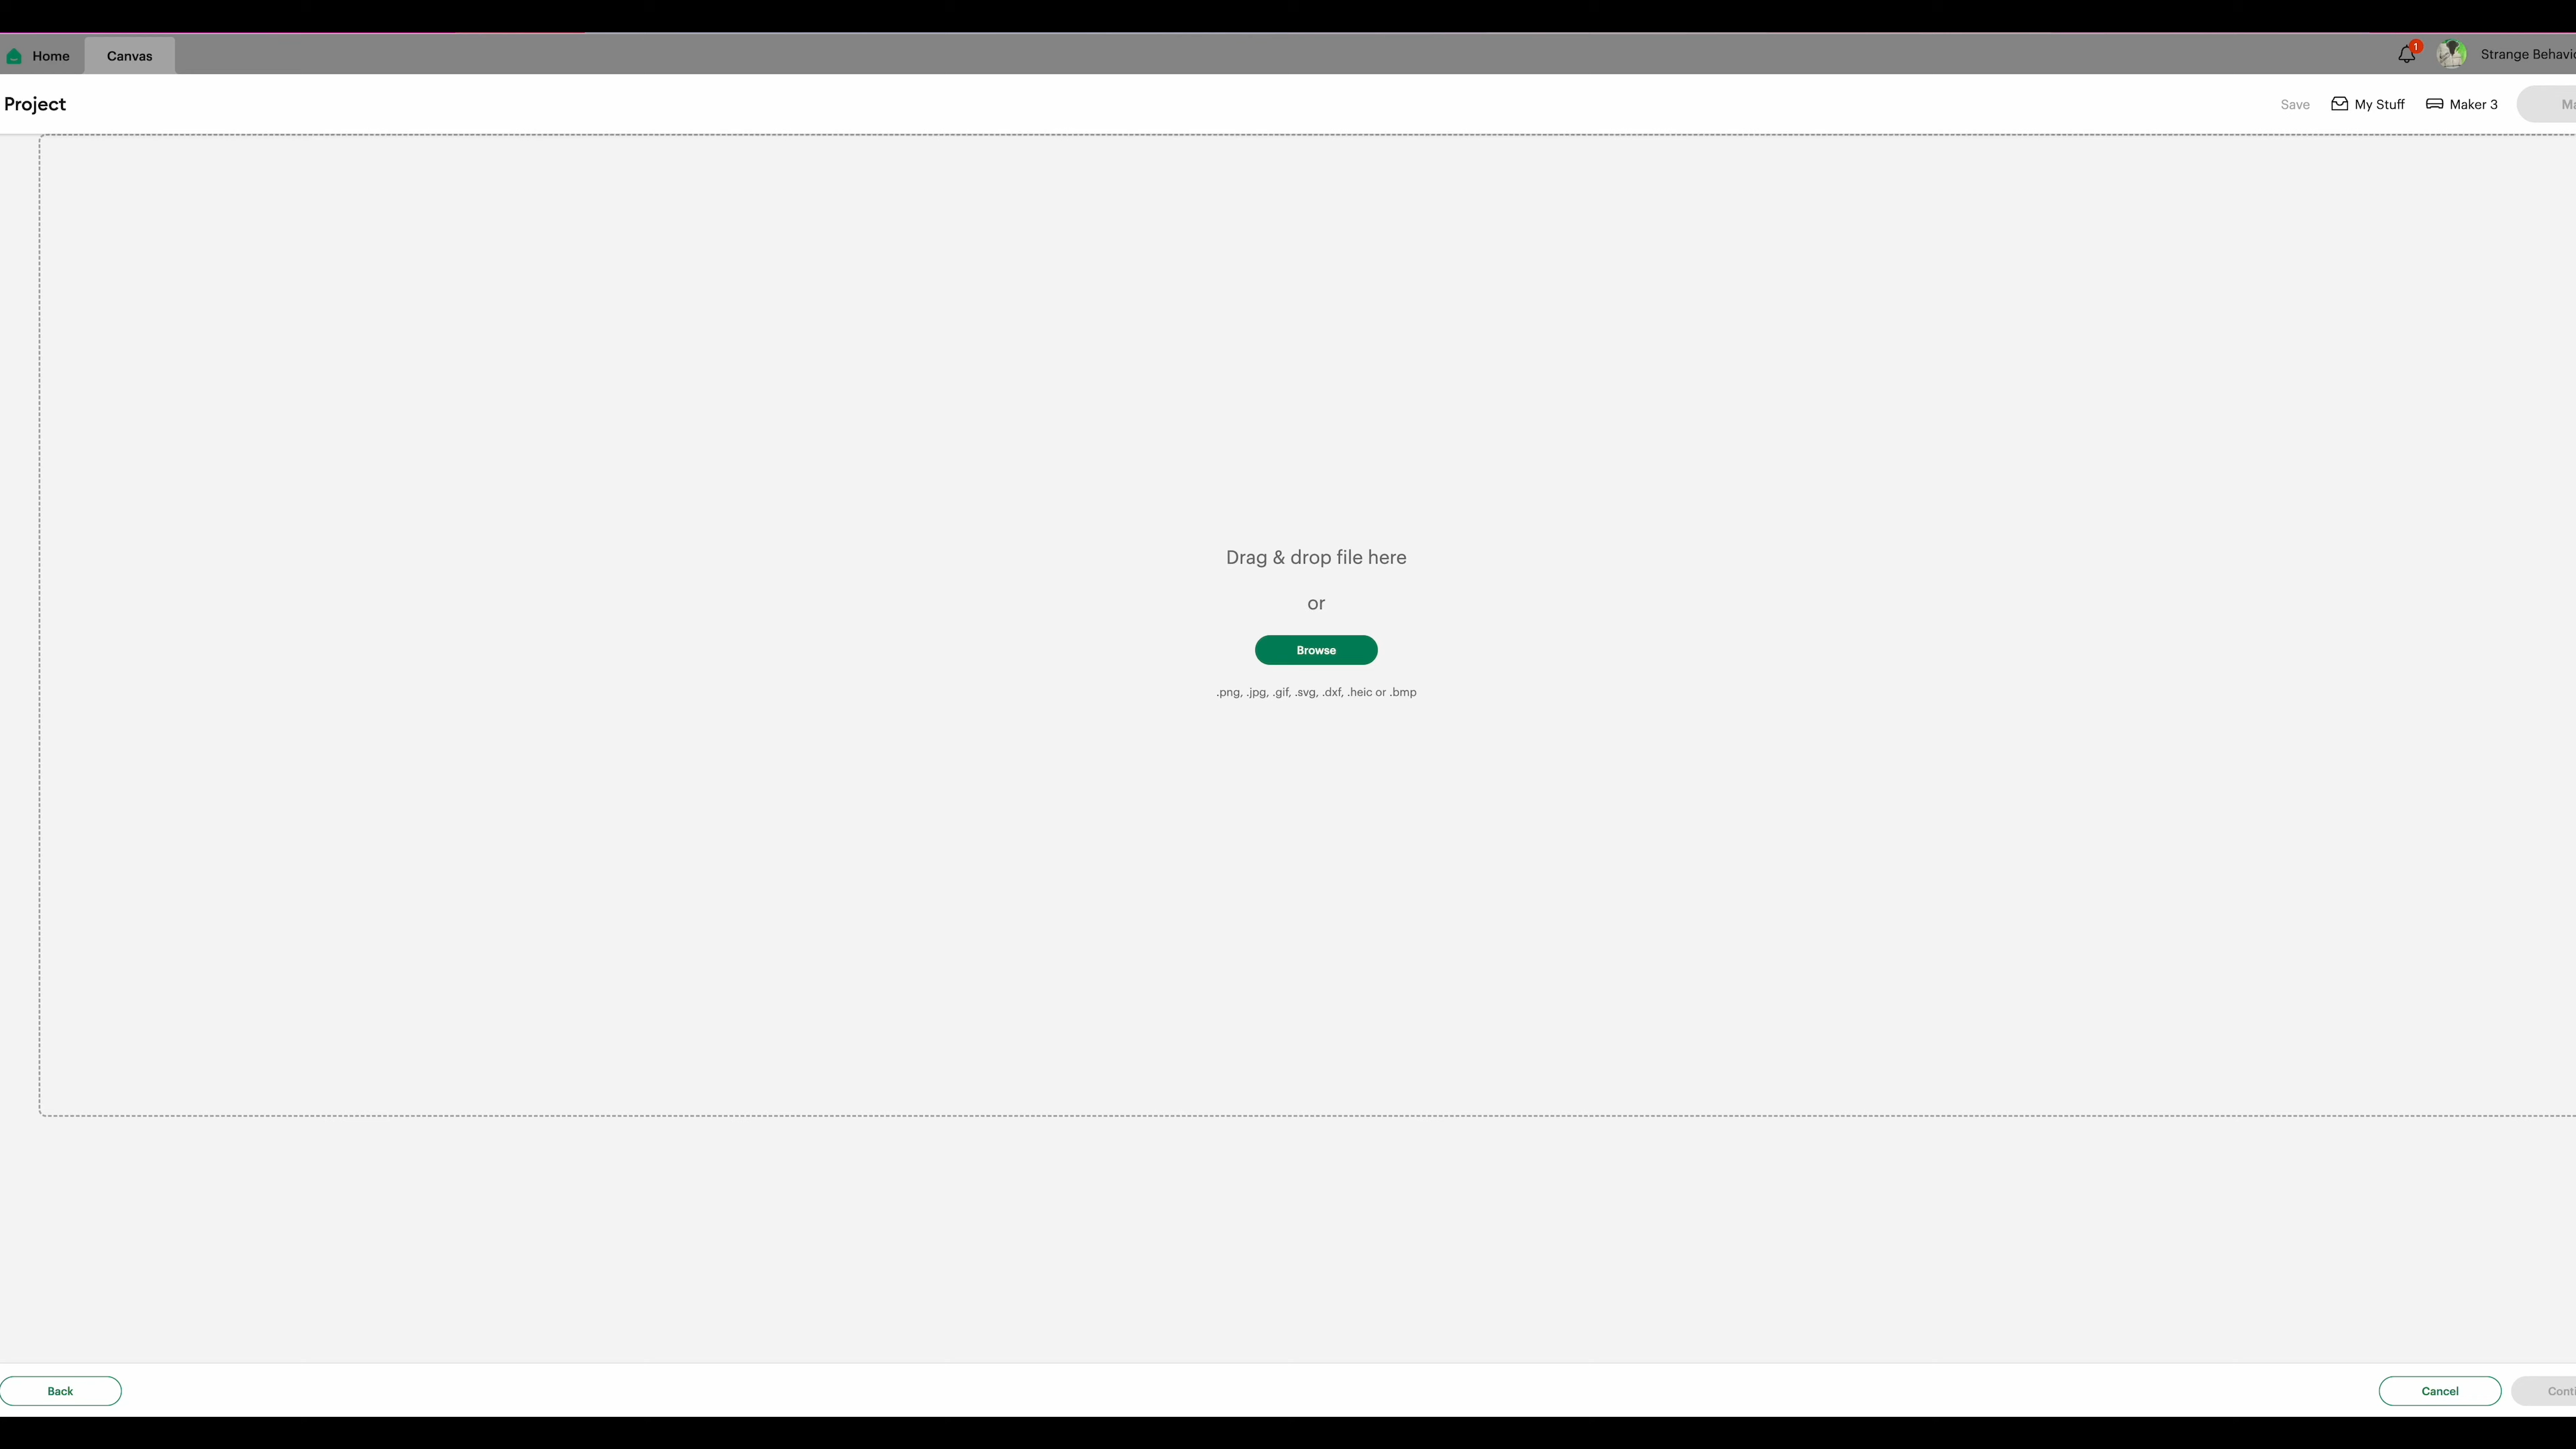 Home
Canvas
1
Strange Behavio
Project
Save
My Stuff
Maker 3
Ma
Drag & drop file here
or
Browse
.png, .jpg, .gif, .svg, .dxf, .heic or .bmp
Back
Cancel
Conti